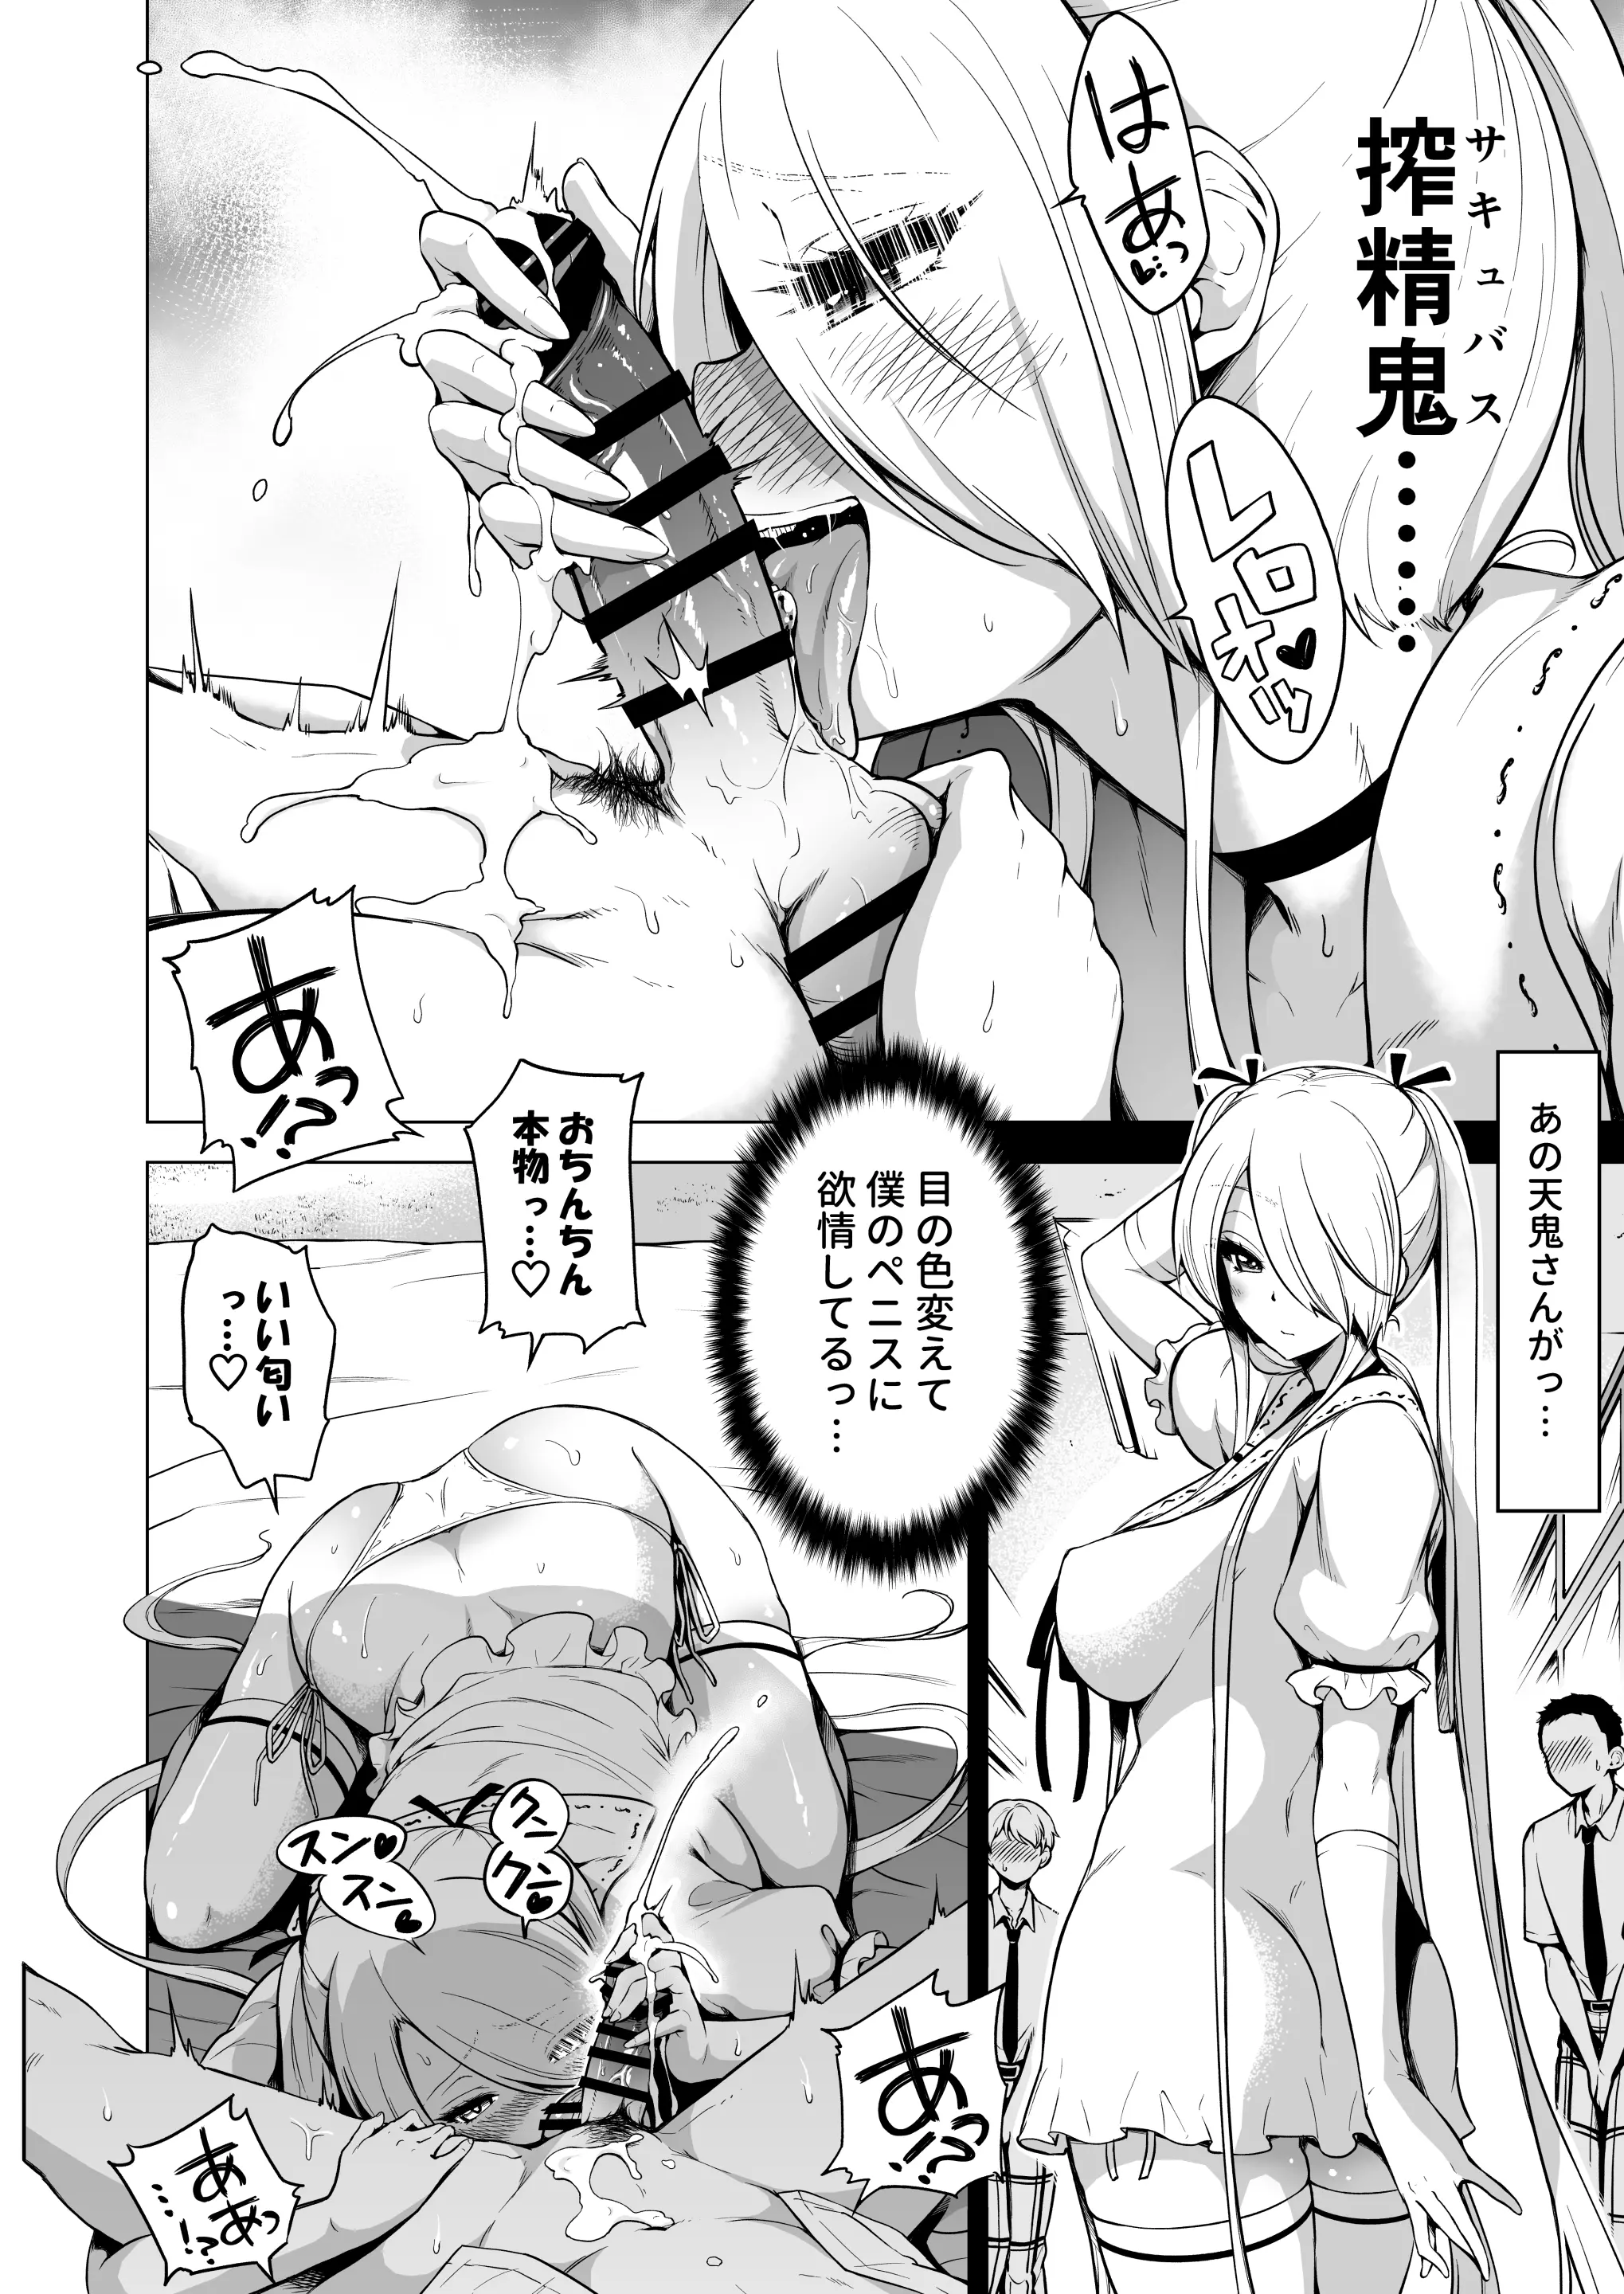 搾精鬼……
サキュバス
はぁっ♡
レロォッ♡
あっ!?
あの天鬼さんがっ…
目の色変えて
僕のペニスに
欲情してるっ…
おちんちん
本物っ…♡
いい匂い
っ…♡
クン
クン♡
スン♡
スン♡
あっ!?
ああっ
…!?